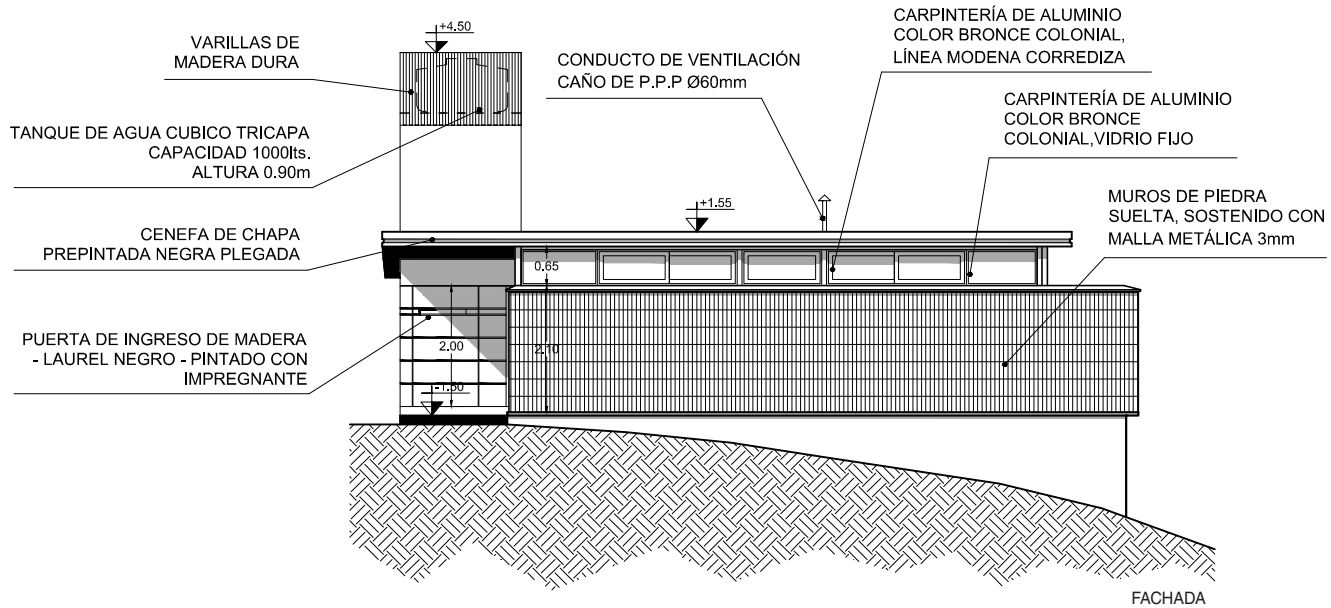 +4.50
VARILLAS DE
MADERA DURA
TANQUE DE AGUA CUBICO TRICAPA
CAPACIDAD 1000lts.
ALTURA 0.90m
CENEFA DE CHAPA
PREPINTADA NEGRA PLEGADA
PUERTA DE INGRESO DE MADERA
- LAUREL NEGRO - PINTADO CON
IMPREGNANTE
CONDUCTO DE VENTILACIÓN
CAÑO DE P.P.P Ø60mm
CARPINTERÍA DE ALUMINIO
COLOR BRONCE COLONIAL,
LÍNEA MODENA CORREDIZA
CARPINTERÍA DE ALUMINIO
COLOR BRONCE
COLONIAL,VIDRIO FIJO
MUROS DE PIEDRA
SUELTA, SOSTENIDO CON
MALLA METÁLICA 3mm
+1.55
0.65
2.00
2.10
-1.30
FACHADA